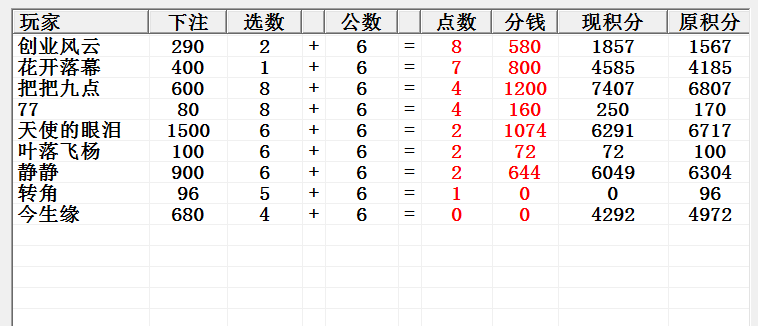 玩家 下注 选数 公数 点数 分钱 现积分 原积分
创业风云 290 2 + 6 = 8 580 1857 1567
花开落幕 400 1 + 6 = 7 800 4585 4185
把把九点 600 8 + 6 = 4 1200 7407 6807
77 80 8 + 6 = 4 160 250 170
天使的眼泪 1500 6 + 6 = 2 1074 6291 6717
叶落飞杨 100 6 + 6 = 2 72 72 100
静静 900 6 + 6 = 2 644 6049 6304
转角 96 5 + 6 = 1 0 0 96
今生缘 680 4 + 6 = 0 0 4292 4972